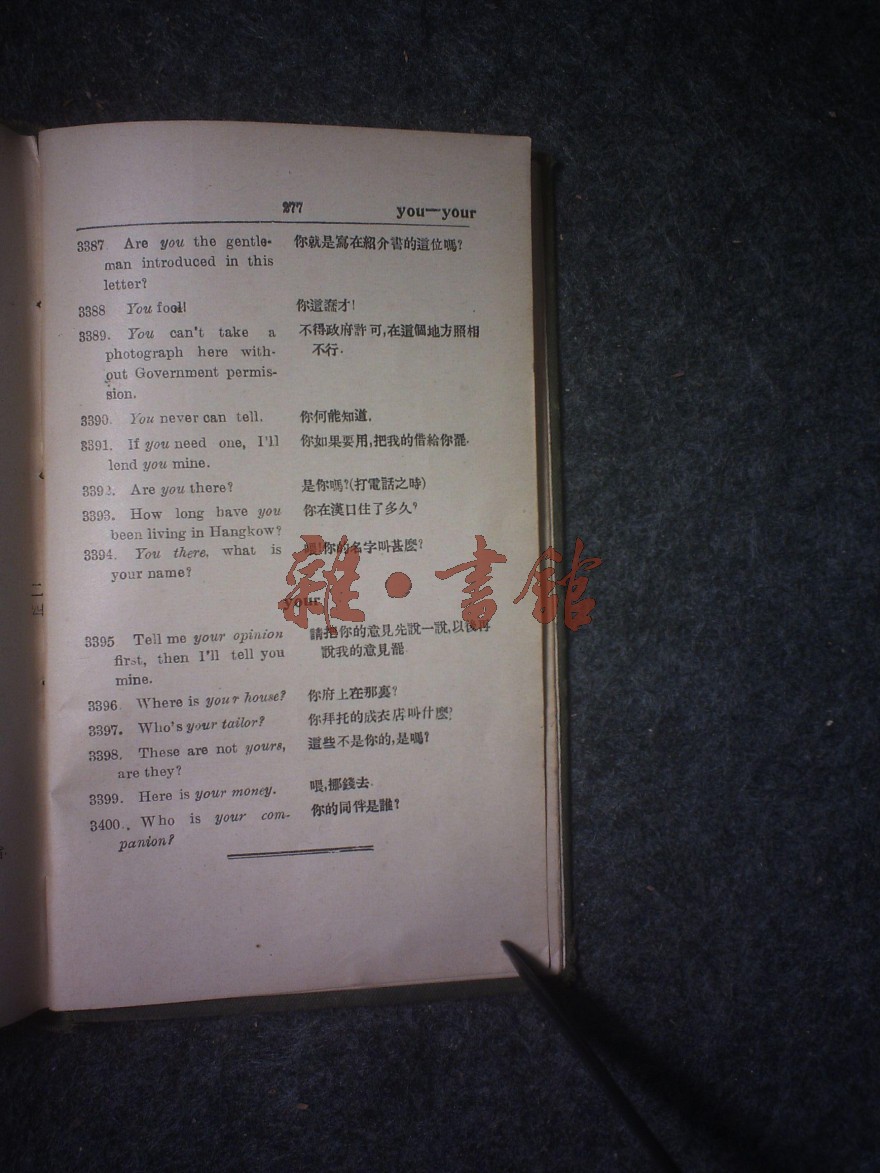 277 you—your
3387 Are you the gentle- 你就是寫在紹介書的這位嗎?
man introduced in this
letter?
3388 You fool! 你這蠢才!
3389. You can't take a 不得政府許可,在這個地方照相
photograph here with- 不行.
out Government permis-
sion.
3390. You never can tell. 你何能知道.
3391. If you need one, I'll 你如果要用,把我的借給你罷.
lend you mine.
3392. Are you there? 是你嗎?(打電話之時)
3393. How long have you 你在漢口住了多久?
been living in Hangkow?
3394. You there, what is 你的名字叫甚麽?
your name?
雜·書館
your
3395 Tell me your opinion 請把你的意見先說一說,以後再
first, then I'll tell you 說我的意見罷.
mine.
3396. Where is your house? 你府上在那裏?
3397. Who's your tailor? 你拜托的成衣店叫什麽?
3398. These are not yours, 這些不是你的,是嗎?
are they?
3399. Here is your money. 喂,挪錢去.
3400. Who is your com- 你的同伴是誰?
panion?